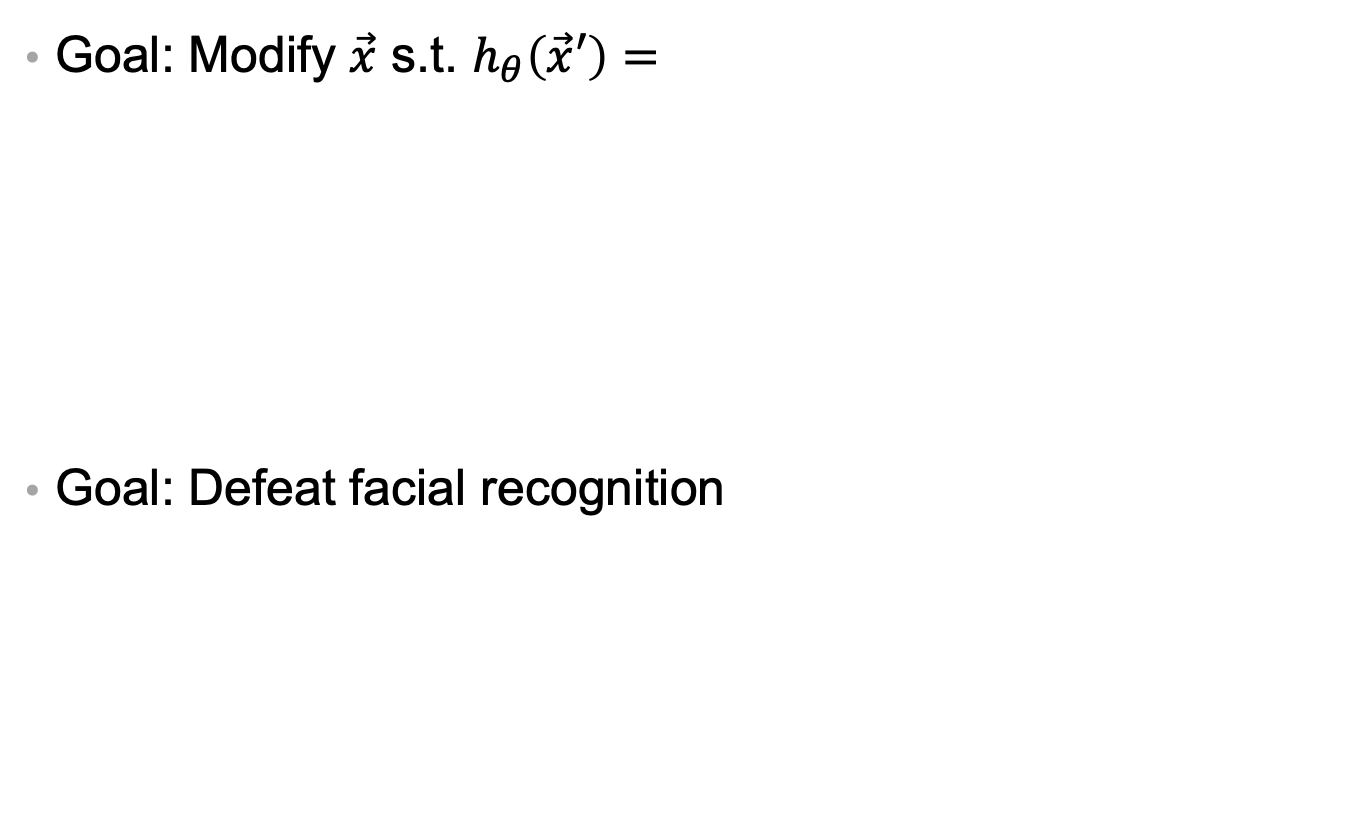 • Goal: Modify x⃗ s.t. hθ(x⃗′) =
• Goal: Defeat facial recognition